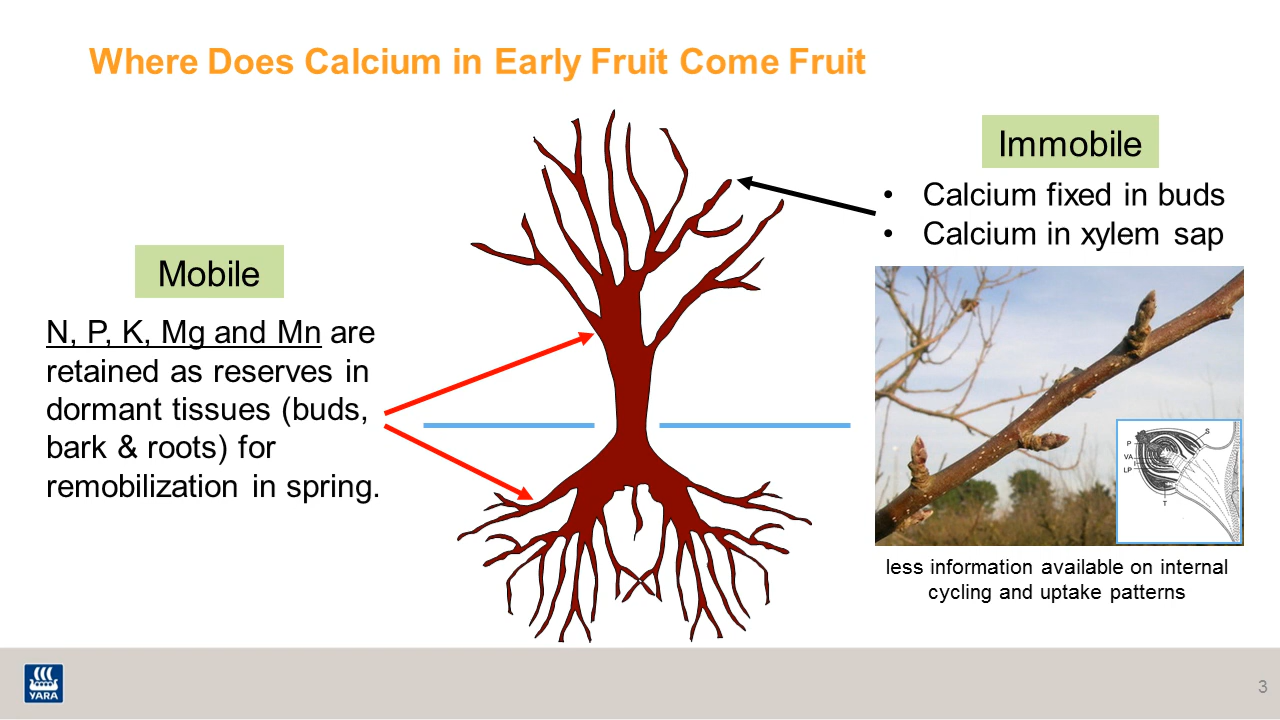 Where Does Calcium in Early Fruit Come Fruit
Immobile
• Calcium fixed in buds
• Calcium in xylem sap
Mobile
N, P, K, Mg and Mn are
retained as reserves in
dormant tissues (buds,
bark & roots) for
remobilization in spring.
P
S
VA
LP
T
less information available on internal
cycling and uptake patterns
YARA
3